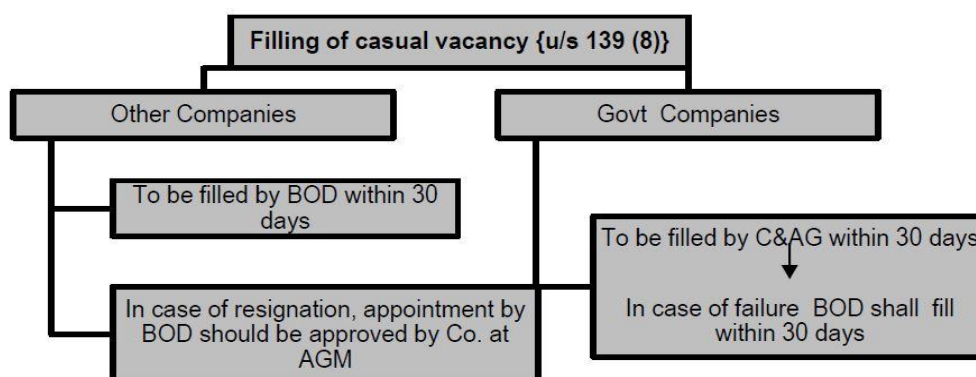 Filling of casual vacancy {u/s 139 (8)}
Other Companies
Govt Companies
To be filled by BOD within 30
days
In case of resignation, appointment by
BOD should be approved by Co. at
AGM
To be filled by C&AG within 30 days
In case of failure BOD shall fill
within 30 days